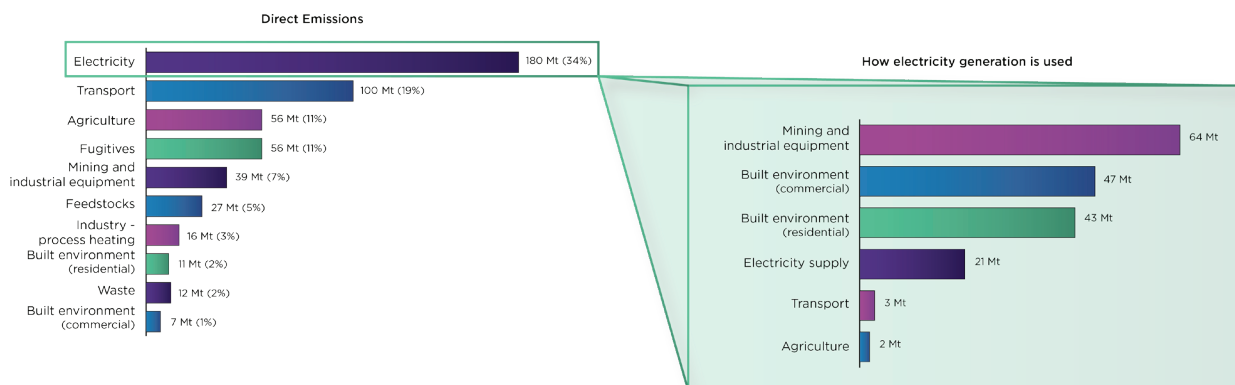 Direct Emissions
Electricity
180 Mt (34%)
Transport
100 Mt (19%)
Agriculture
56 Mt (11%)
Fugitives
56 Mt (11%)
Mining and
industrial equipment
39 Mt (7%)
Feedstocks
27 Mt (5%)
Industry -
process heating
16 Mt (3%)
Built environment
(residential)
11 Mt (2%)
Waste
12 Mt (2%)
Built environment
(commercial)
7 Mt (1%)
How electricity generation is used
Mining and
industrial equipment
64 Mt
Built environment
(commercial)
47 Mt
Built environment
(residential)
43 Mt
Electricity supply
21 Mt
Transport
3 Mt
Agriculture
2 Mt